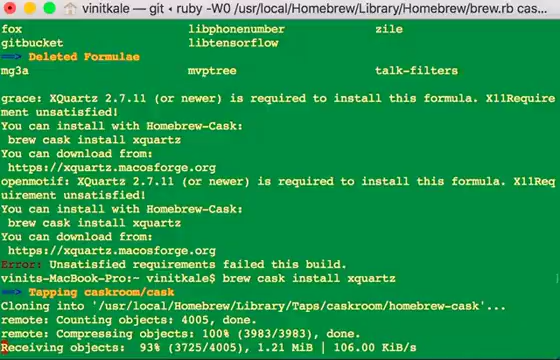 vinitkale — git ◂ ruby -W0 /usr/local/Homebrew/Library/Homebrew/brew.rb cas...
fox libphonenumber zile
gitbucket libtensorflow
==> Deleted Formulae
mg3a mvptree talk-filters
grace: XQuartz 2.7.11 (or newer) is required to install this formula. X11Require
ment unsatisfied!
You can install with Homebrew-Cask:
brew cask install xquartz
You can download from:
https://xquartz.macosforge.org
openmotif: XQuartz 2.7.11 (or newer) is required to install this formula. X11Req
uirement unsatisfied!
You can install with Homebrew-Cask:
brew cask install xquartz
You can download from:
https://xquartz.macosforge.org
Error: Unsatisfied requirements failed this build.
vinits-MacBook-Pro:~ vinitkale$ brew cask install xquartz
==> Tapping caskroom/cask
Cloning into '/usr/local/Homebrew/Library/Taps/caskroom/homebrew-cask'...
remote: Counting objects: 4005, done.
remote: Compressing objects: 100% (3983/3983), done.
Receiving objects: 93% (3725/4005), 1.21 MiB | 106.00 KiB/s